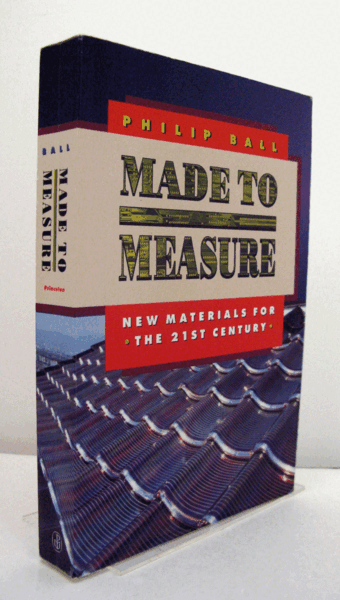 PHILIP BALL
MADE TO
MEASURE
NEW MATERIALS FOR
• THE 21ST CENTURY •
BALL
MADE TO
MEASURE
Princeton